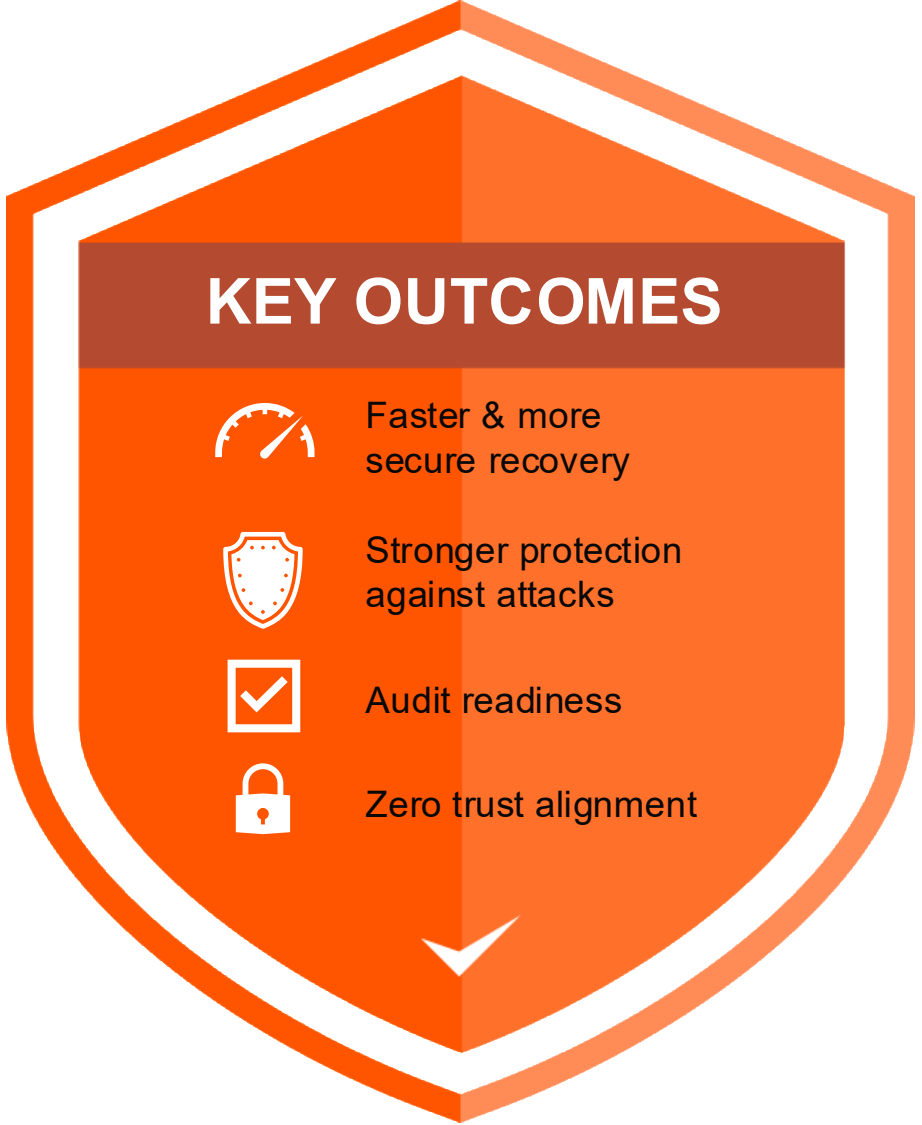 KEY OUTCOMES
Faster & more
secure recovery
Stronger protection
against attacks
Audit readiness
Zero trust alignment